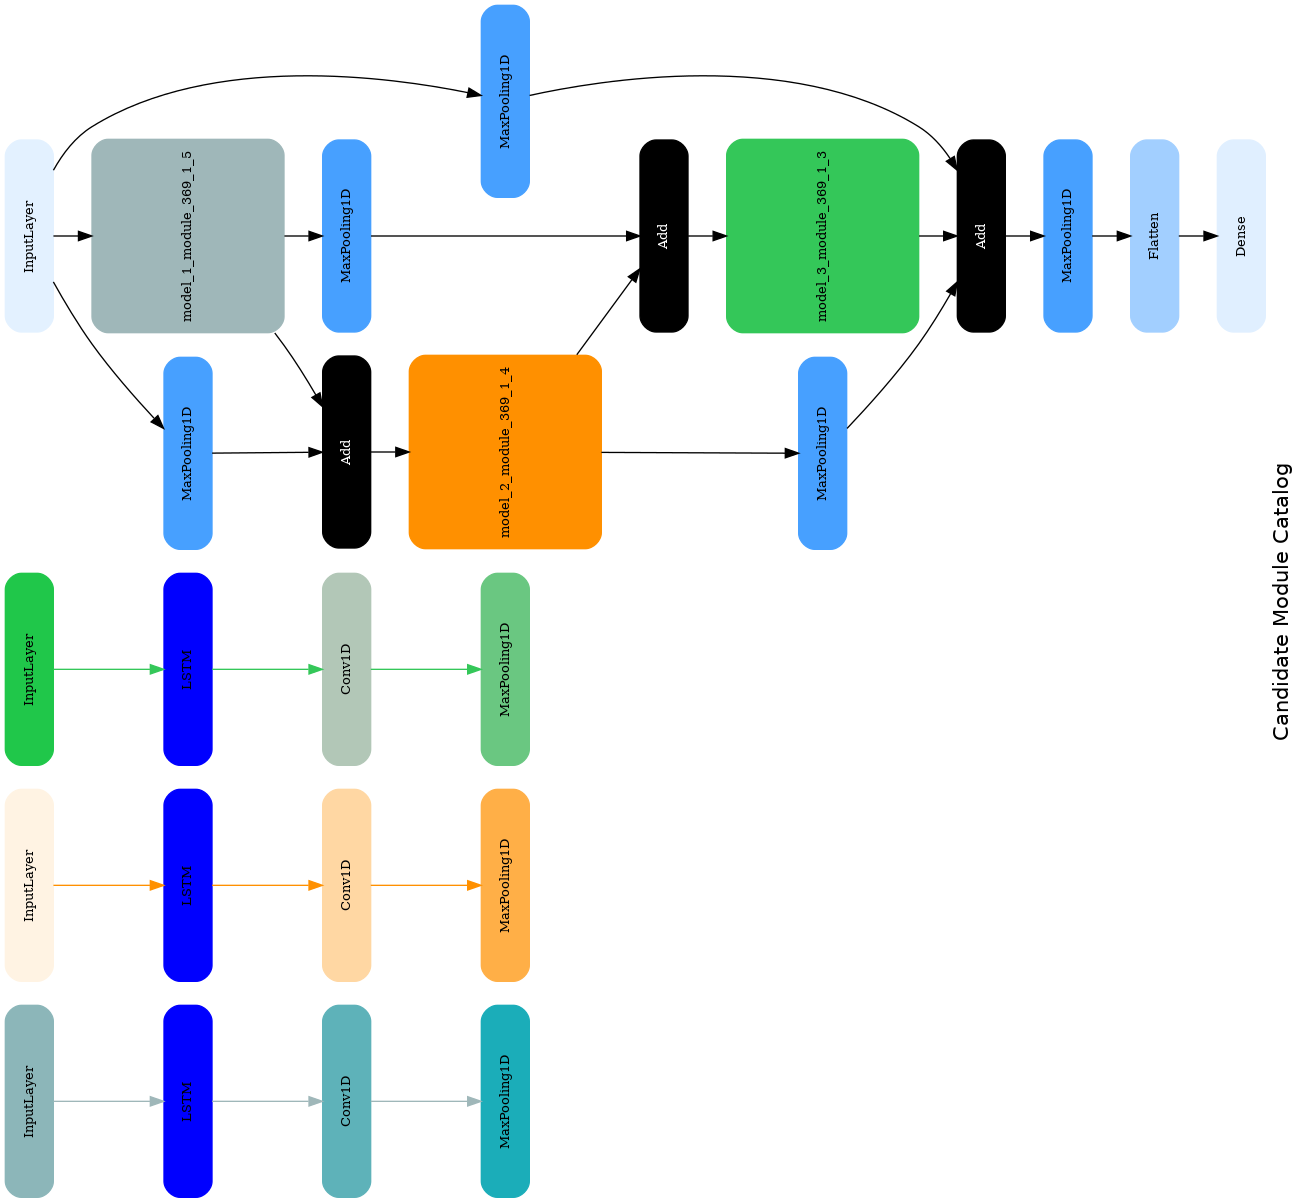 MaxPooling1D
InputLayer
model_1_module_369_1_5
MaxPooling1D
Add
model_3_module_369_1_3
Add
MaxPooling1D
Flatten
Dense
MaxPooling1D
Add
model_2_module_369_1_4
MaxPooling1D
InputLayer
LSTM
Conv1D
MaxPooling1D
InputLayer
LSTM
Conv1D
MaxPooling1D
InputLayer
LSTM
Conv1D
MaxPooling1D
Candidate Module Catalog